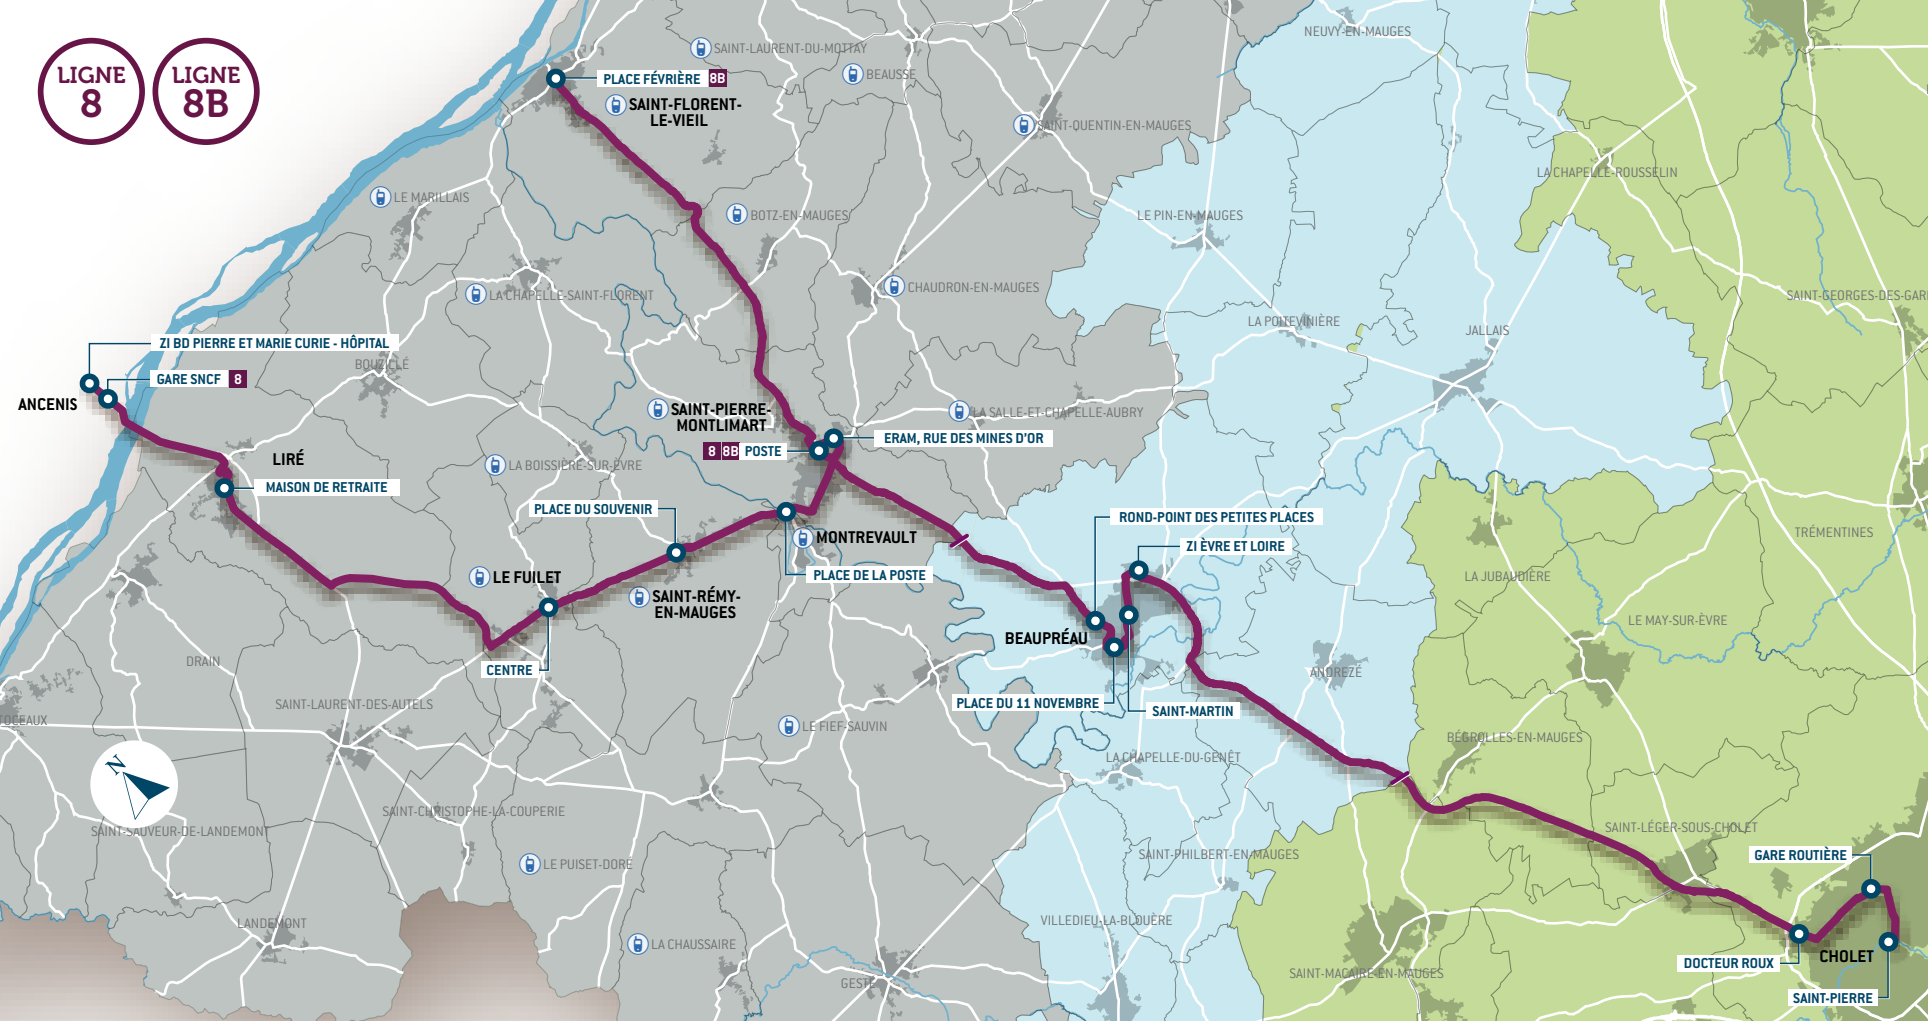 LIGNE
8
LIGNE
8B
NEUVY-EN-MAUGES
SAINT-LAURENT-DU-MOTTAY
BEAUSSE
PLACE FÉVRIÈRE 8B
SAINT-FLORENT-
LE-VIEIL
SAINT-QUENTIN-EN-MAUGES
LA CHAPELLE-ROUSSELIN
LE MARILLAIS
BOTZ-EN-MAUGES
LE PIN-EN-MAUGES
LA CHAPELLE-SAINT-FLORENT
CHAUDRON-EN-MAUGES
SAINT-GEORGES-DES-GAR
LA POITEVINIÈRE
JALLAIS
ZI BD PIERRE ET MARIE CURIE - HÔPITAL
BOUZILLÉ
GARE SNCF 8
ANCENIS
SAINT-PIERRE-
MONTLIMART
LA SALLE-ET-CHAPELLE-AUBRY
ERAM, RUE DES MINES D'OR
8 8B POSTE
LIRÉ
LA BOISSIÈRE-SUR-ÈVRE
MAISON DE RETRAITE
PLACE DU SOUVENIR
ROND-POINT DES PETITES PLACES
TRÉMENTINES
MONTREVAULT
ZI ÈVRE ET LOIRE
PLACE DE LA POSTE
LE FUILET
LA JUBAUDIÈRE
SAINT-RÉMY-
EN-MAUGES
LE MAY-SUR-ÈVRE
BEAUPRÉAU
DRAIN
CENTRE
ANDREZÉ
SAINT-LAURENT-DES-AUTELS
PLACE DU 11 NOVEMBRE
SAINT-MARTIN
TOCEAUX
LE FIEF-SAUVIN
BÉGROLLES-EN-MAUGES
LA CHAPELLE-DU-GENÊT
N
SAINT-CHRISTOPHE-LA-COUPERIE
SAINT-SAUVEUR-DE-LANDEMONT
SAINT-LÉGER-SOUS-CHOLET
GARE ROUTIÈRE
SAINT-PHILBERT-EN-MAUGES
LE PUISET-DORÉ
LANDEMONT
VILLEDIEU-LA-BLOUÈRE
LA CHAUSSAIRE
CHOLET
DOCTEUR ROUX
SAINT-MACAIRE-EN-MAUGES
GESTÉ
SAINT-PIERRE